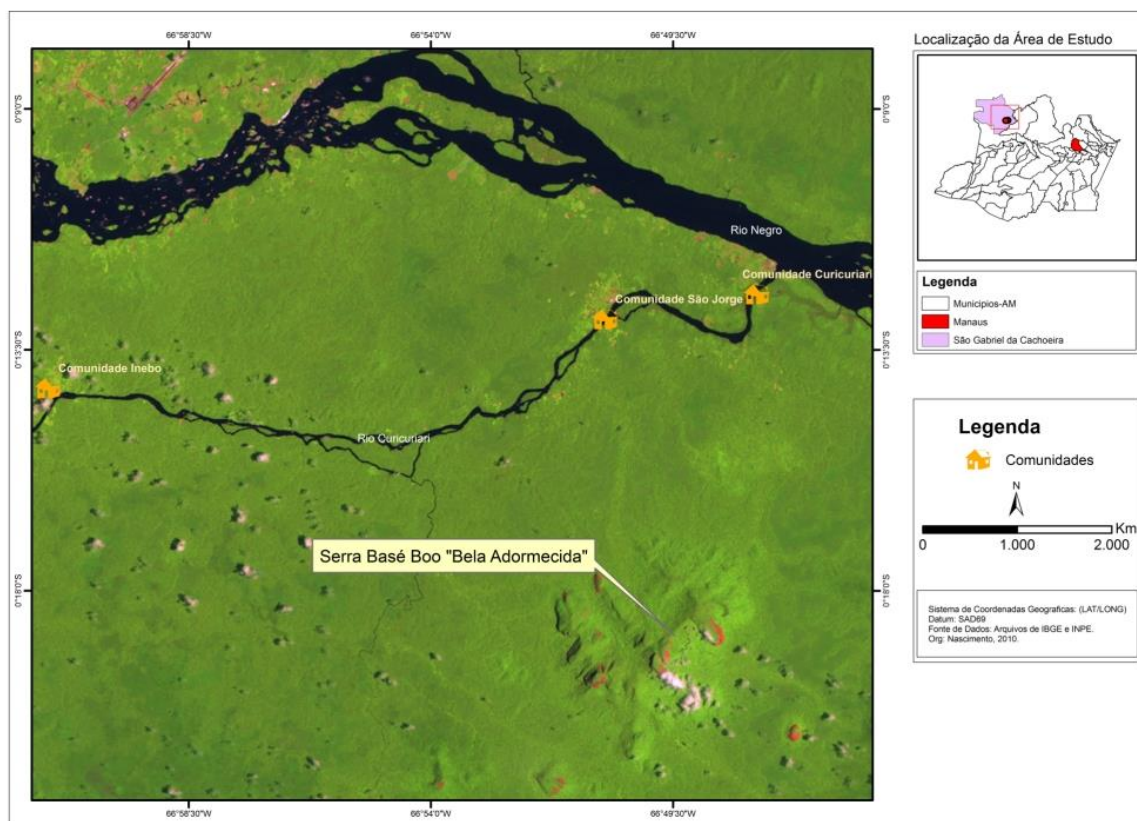 66°58'30"W
66°54'0"W
66°49'30"W
0°9'0"S
0°9'0"S
Rio Negro
Comunidade Curicuriari
Comunidade São Jorge
0°13'30"S
0°13'30"S
Comunidade Inebo
Rio Curicuriari
Serra Basé Boo "Bela Adormecida"
0°18'0"S
0°18'0"S
66°58'30"W
66°54'0"W
66°49'30"W
Localização da Área de Estudo
Legenda
Municipios-AM
Manaus
São Gabriel da Cachoeira
Legenda
Comunidades
N
Km
0 1.000 2.000
Sistema de Coordenadas Geograficas: (LAT/LONG)
Datum: SAD69
Fonte de Dados: Arquivos de IBGE e INPE.
Org: Nascimento, 2010.